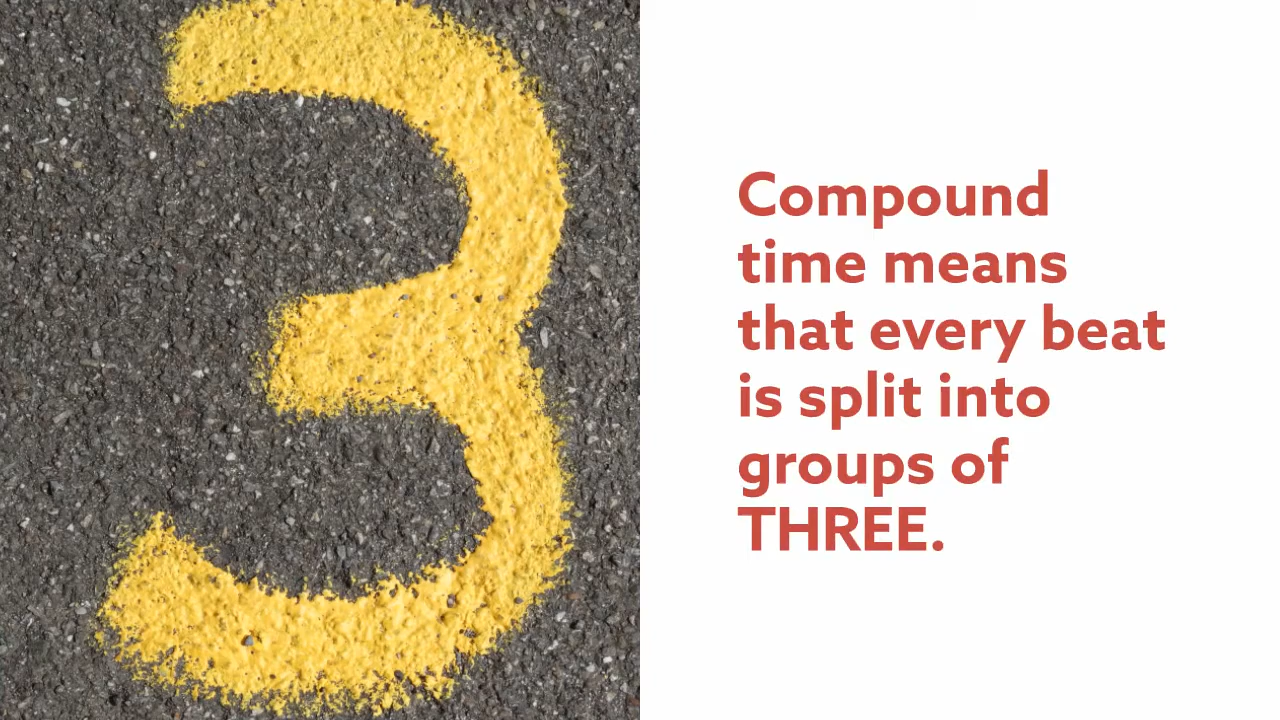 3
Compound
time means
that every beat
is split into
groups of
THREE.